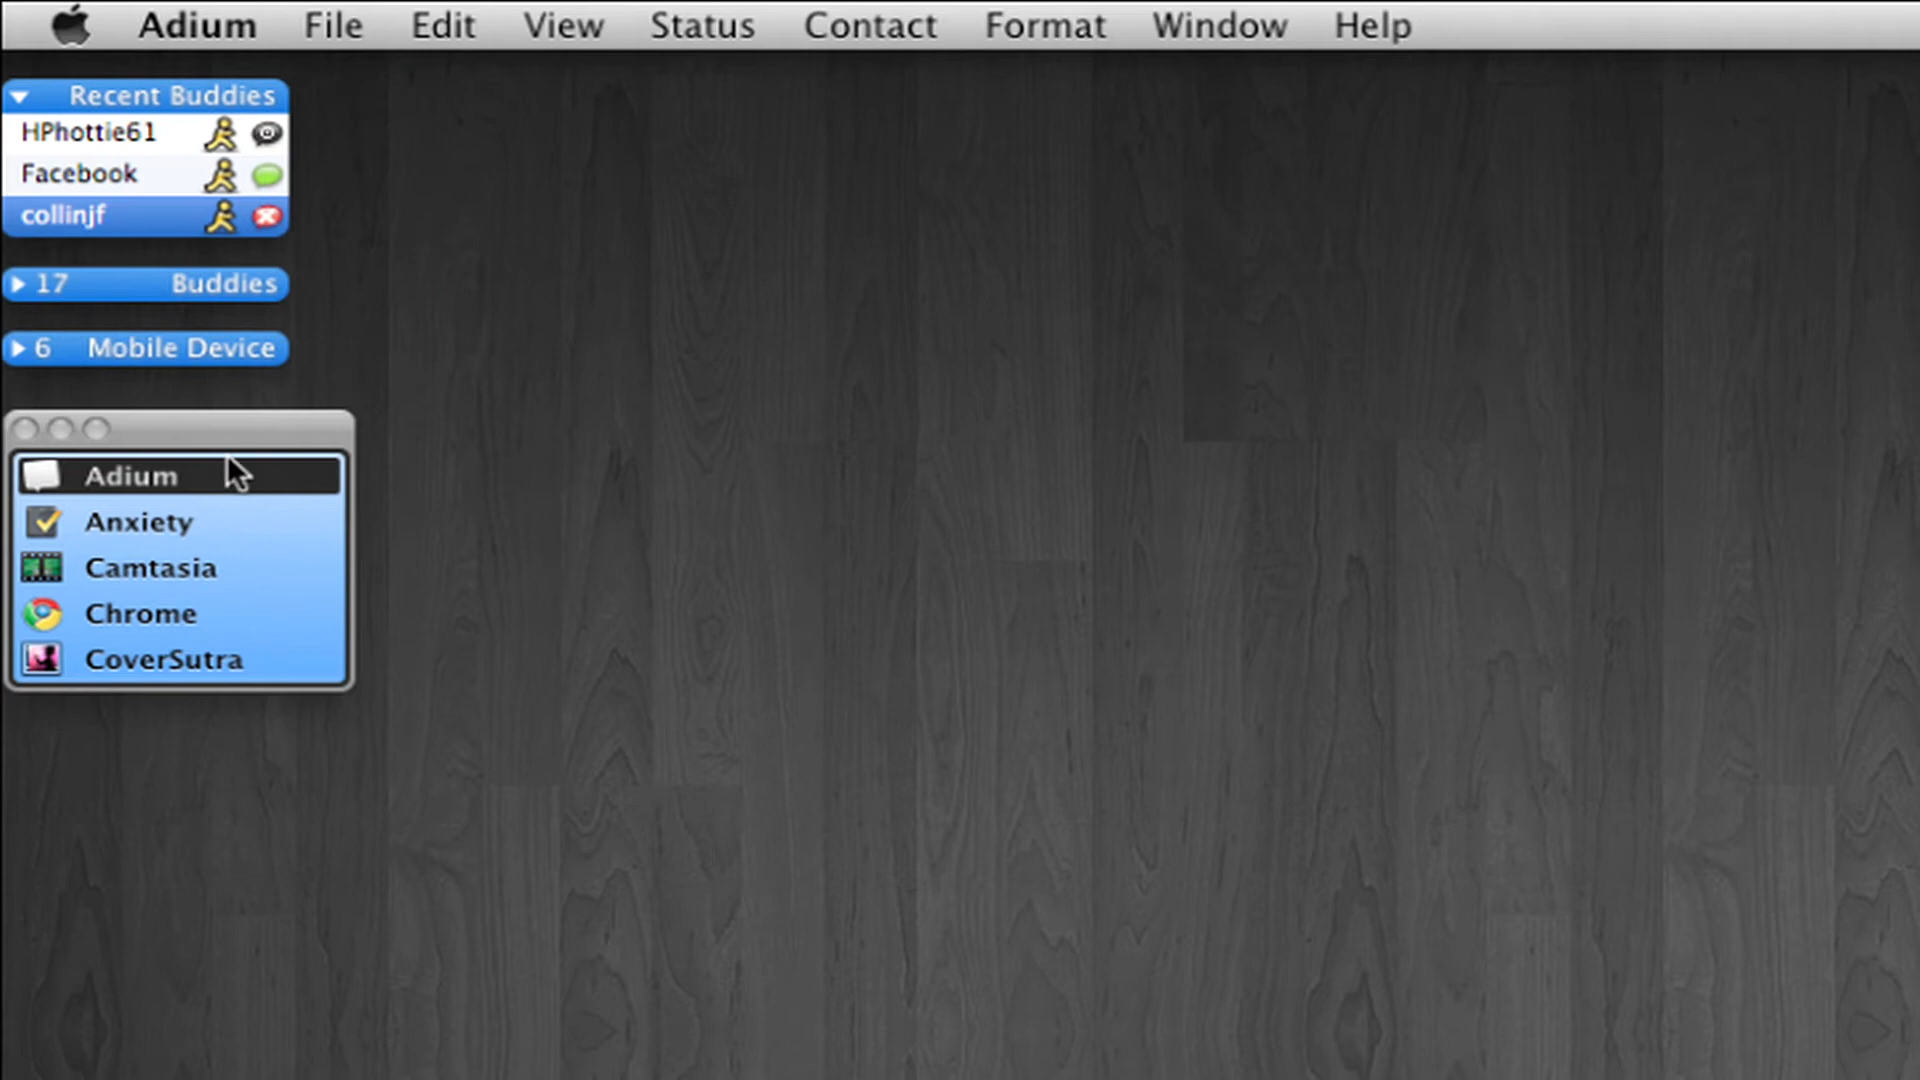 Adium File Edit View Status Contact Format Window Help
Recent Buddies
HPhottie61
Facebook
collinjf
17 Buddies
6 Mobile Device
Adium
Anxiety
Camtasia
Chrome
CoverSutra